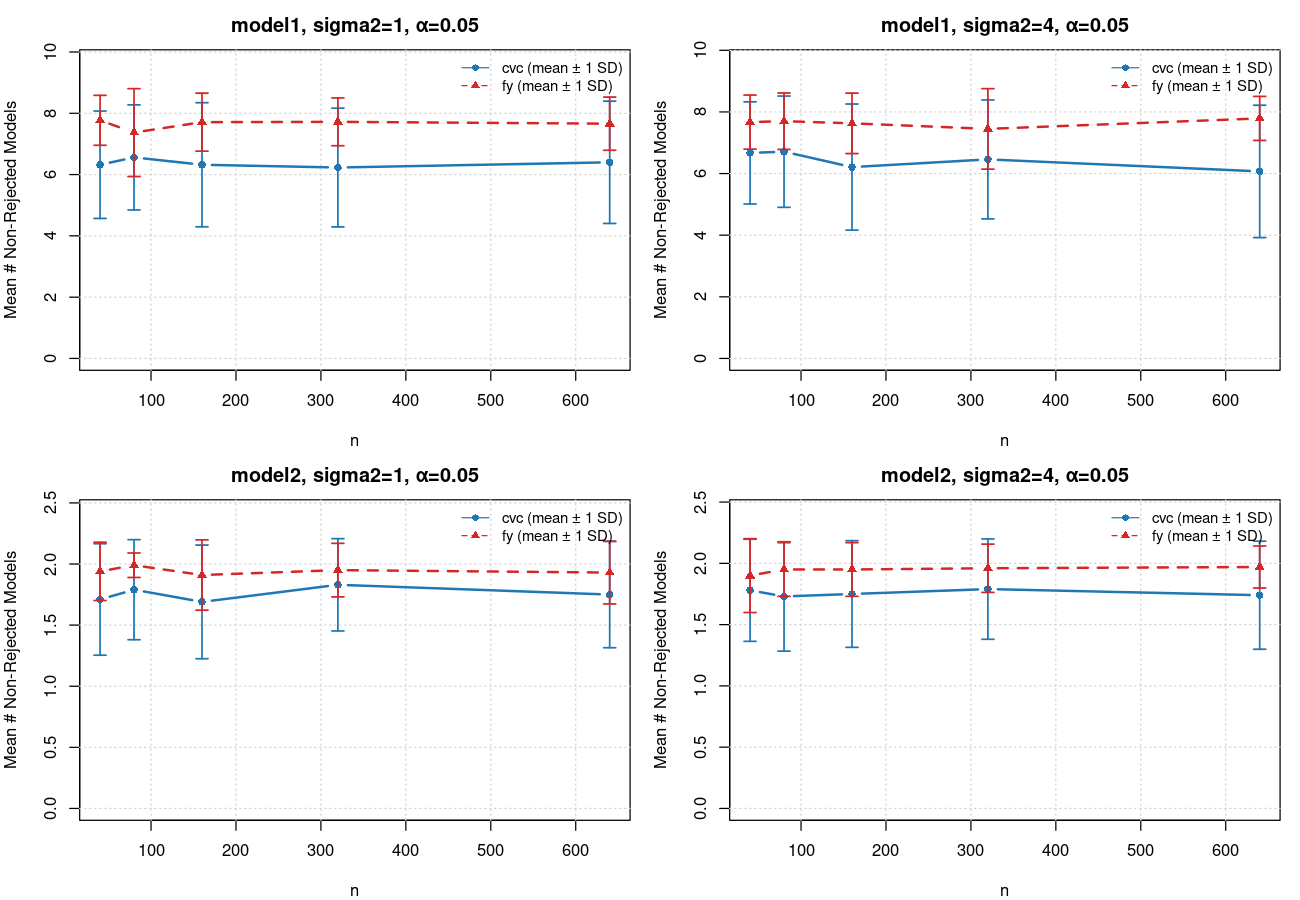 model1, sigma2=1, α=0.05
Mean # Non-Rejected Models
10
8
6
4
2
0
cvc (mean ± 1 SD)
fy (mean ± 1 SD)
100 200 300 400 500 600
n
model1, sigma2=4, α=0.05
Mean # Non-Rejected Models
10
8
6
4
2
0
cvc (mean ± 1 SD)
fy (mean ± 1 SD)
100 200 300 400 500 600
n
model2, sigma2=1, α=0.05
Mean # Non-Rejected Models
2.5
2.0
1.5
1.0
0.5
0.0
cvc (mean ± 1 SD)
fy (mean ± 1 SD)
100 200 300 400 500 600
n
model2, sigma2=4, α=0.05
Mean # Non-Rejected Models
2.5
2.0
1.5
1.0
0.5
0.0
cvc (mean ± 1 SD)
fy (mean ± 1 SD)
100 200 300 400 500 600
n